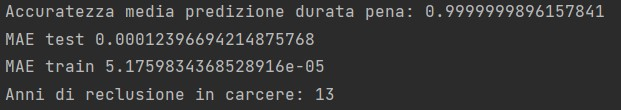 Accuratezza media predizione durata pena: 0.9999999896157841
MAE test 0.00012396694214875768
MAE train 5.1759834368528916e-05
Anni di reclusione in carcere: 13